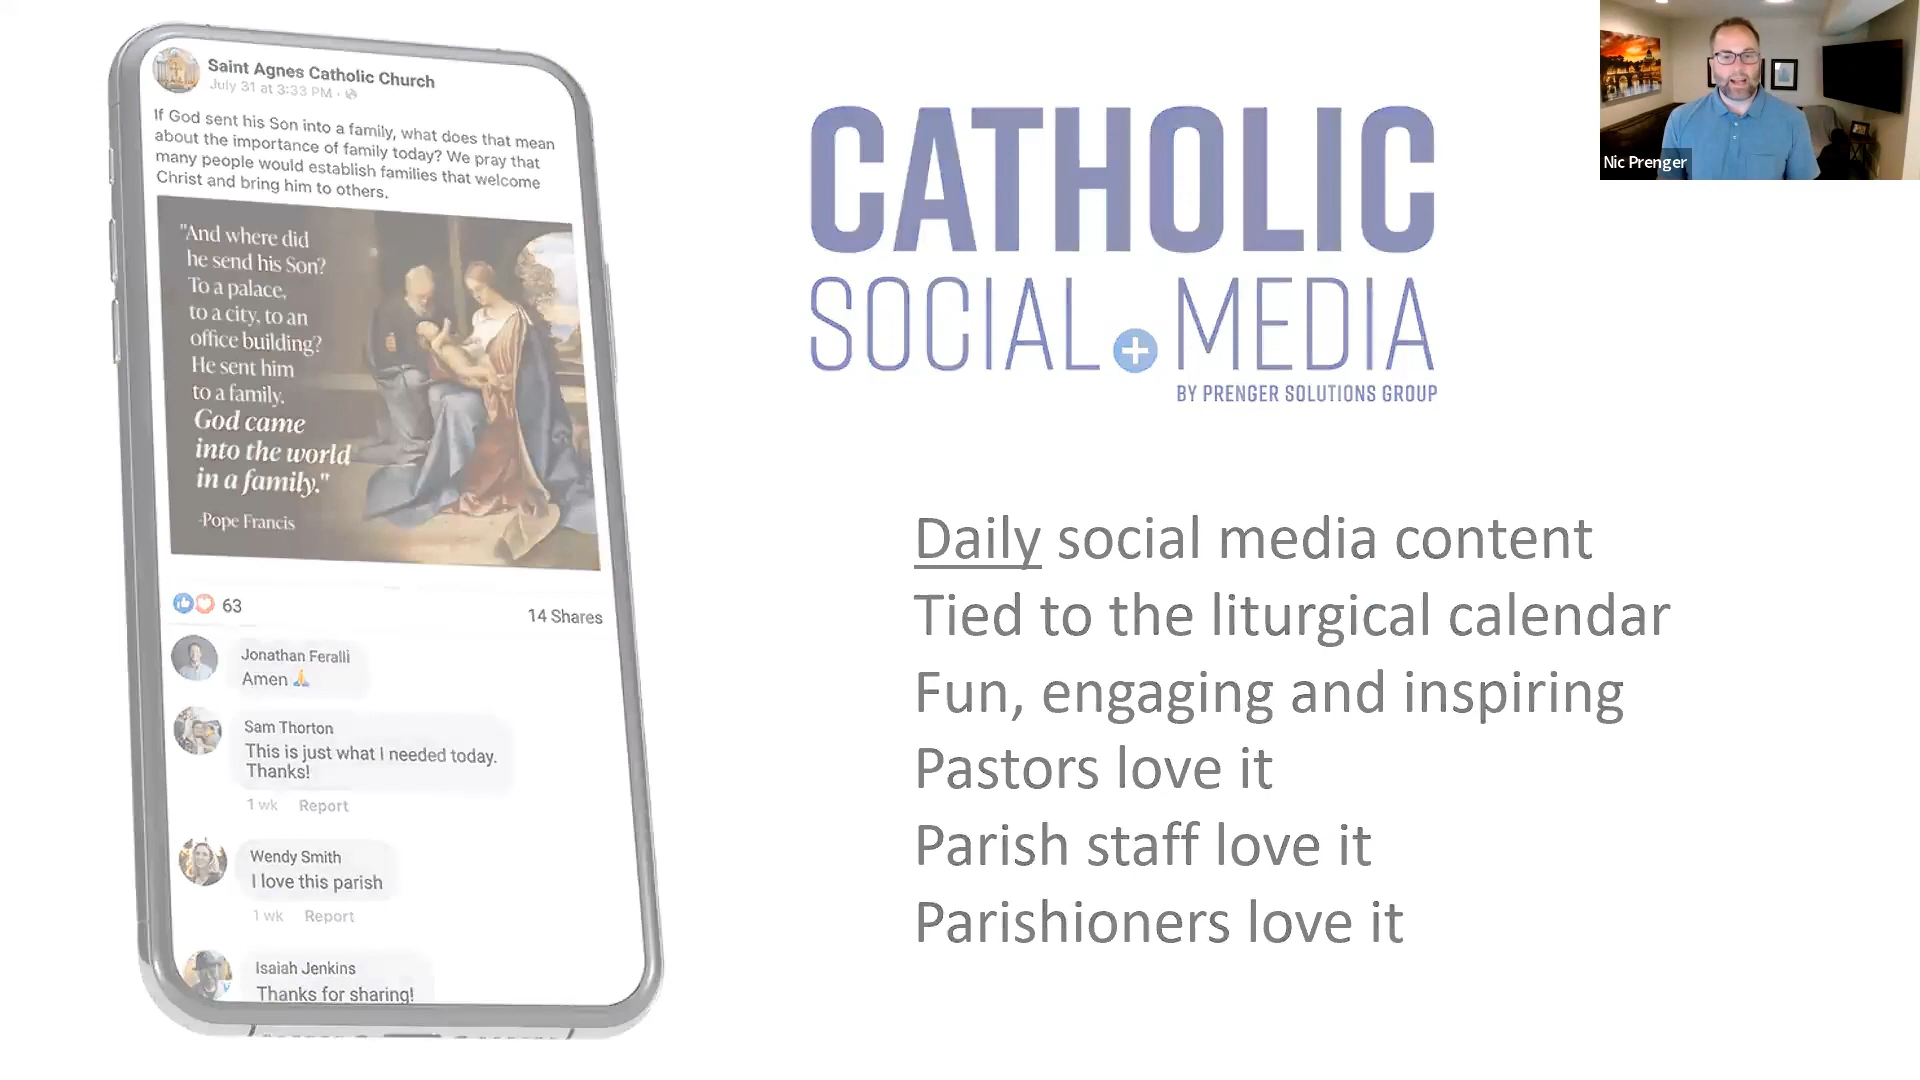 Saint Agnes Catholic Church
July 31 at 3:33 PM ·
If God sent his Son into a family, what does that mean
about the importance of family today? We pray that
many people would establish families that welcome
Christ and bring him to others.
"And where did
he send his Son?
To a palace,
to a city, to an
office building?
He sent him
to a family.
God came
into the world
in a family."
-Pope Francis
63
14 Shares
Jonathan Feralli
Amen 🙏
Sam Thorton
This is just what I needed today.
Thanks!
1 wk Report
Wendy Smith
I love this parish
1 wk Report
Isaiah Jenkins
Thanks for sharing!
CATHOLIC
SOCIAL + MEDIA
BY PRENGER SOLUTIONS GROUP
Daily social media content
Tied to the liturgical calendar
Fun, engaging and inspiring
Pastors love it
Parish staff love it
Parishioners love it
Nic Prenger